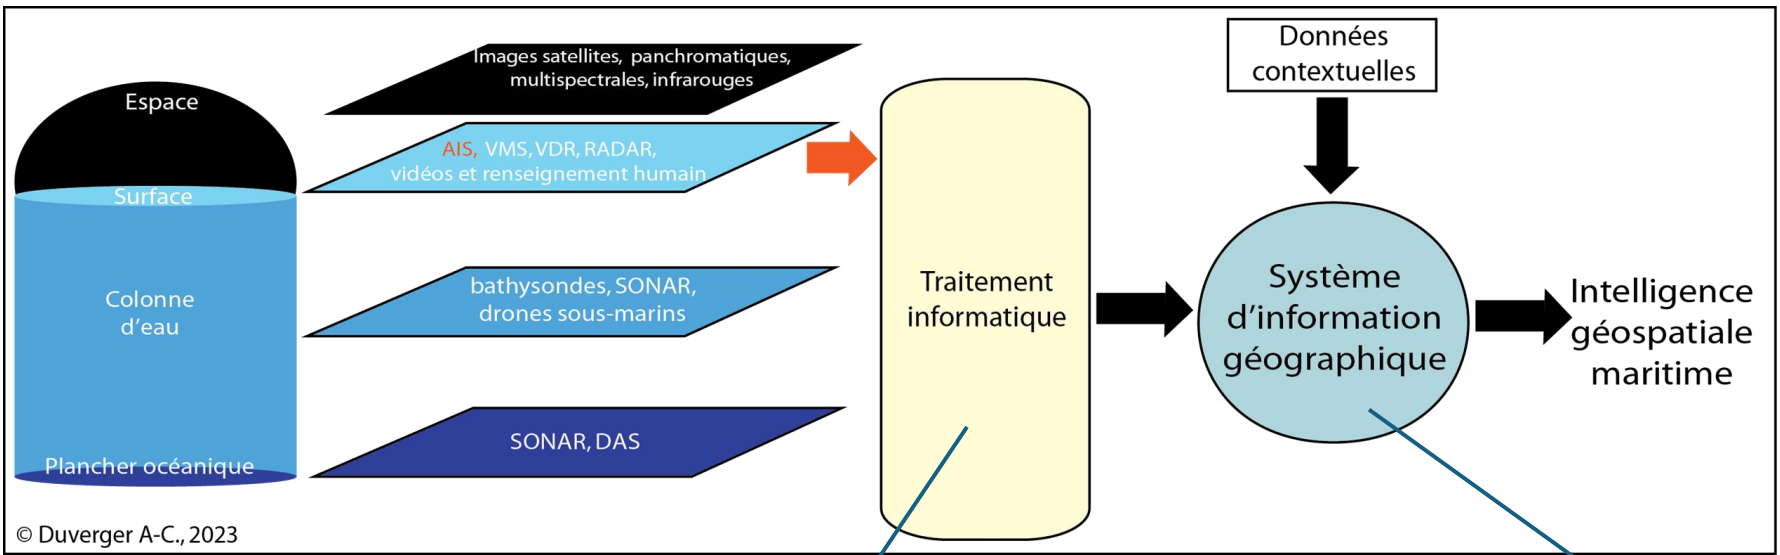 Espace
Surface
Colonne
d'eau
Plancher océanique
Images satellites, panchromatiques,
multispectrales, infrarouges
AIS, VMS, VDR, RADAR,
vidéos et renseignement humain
bathysondes, SONAR,
drones sous-marins
SONAR, DAS
Traitement
informatique
Données
contextuelles
Système
d'information
géographique
Intelligence
géospatiale
maritime
© Duverger A-C., 2023